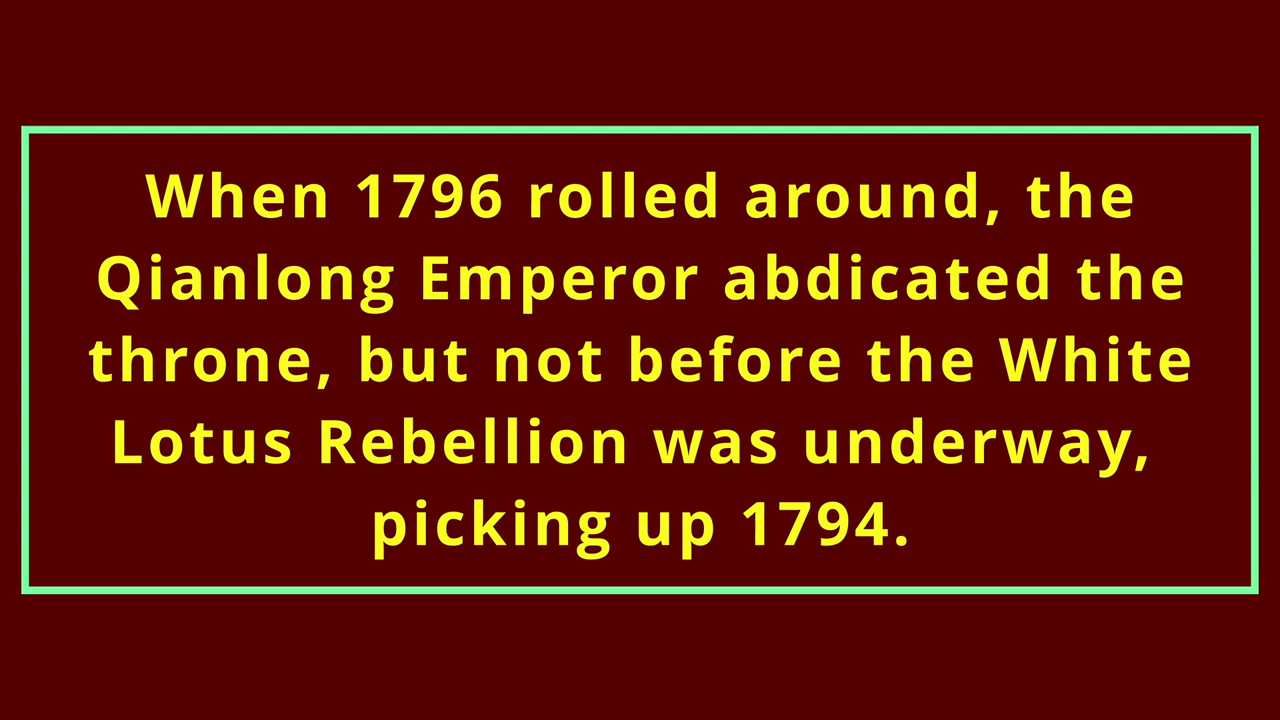 When 1796 rolled around, the
Qianlong Emperor abdicated the
throne, but not before the White
Lotus Rebellion was underway,
picking up 1794.